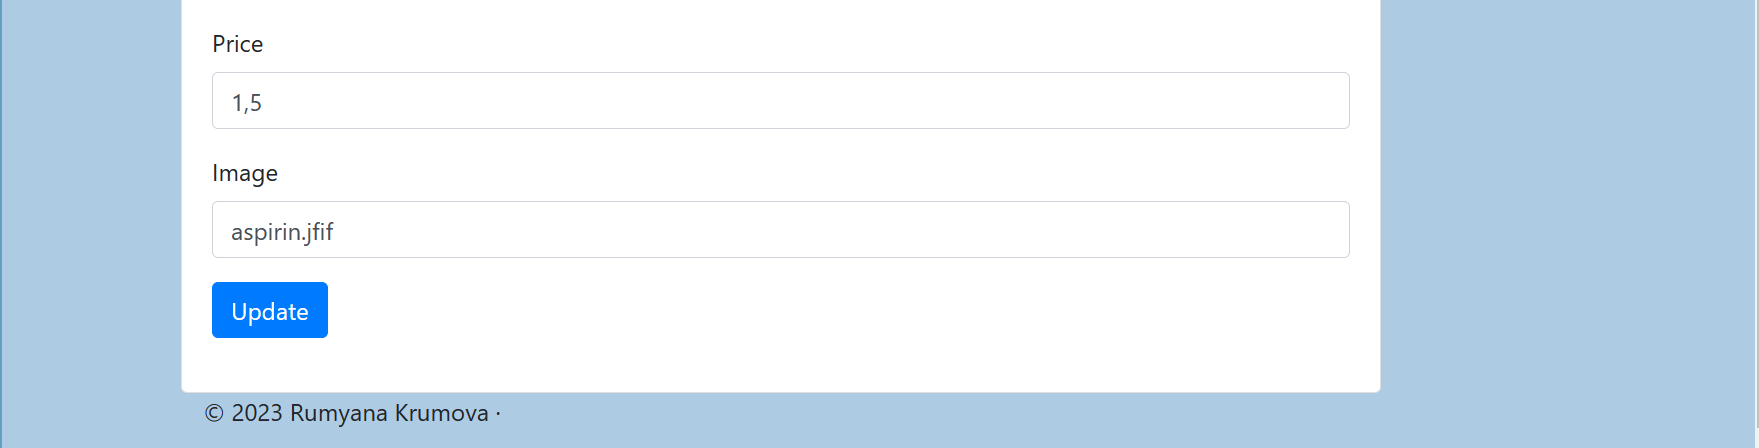 Price
1,5
Image
aspirin.jfif
Update
© 2023 Rumyana Krumova ·